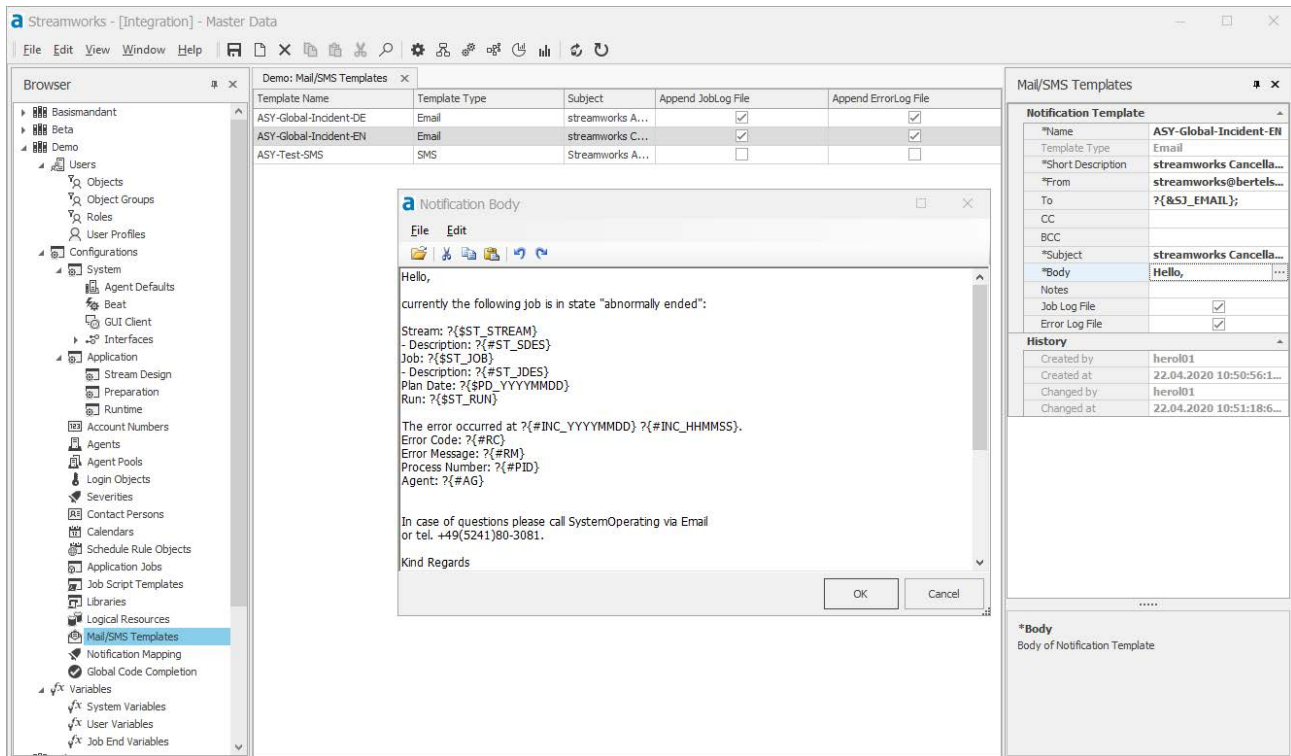 Streamworks - [Integration] - Master Data
File Edit View Window Help
Browser
Basismandant
Beta
Demo
Users
Objects
Object Groups
Roles
User Profiles
Configurations
System
Agent Defaults
Beat
GUI Client
Interfaces
Application
Stream Design
Preparation
Runtime
Account Numbers
Agents
Agent Pools
Login Objects
Severities
Contact Persons
Calendars
Schedule Rule Objects
Application Jobs
Job Script Templates
Libraries
Logical Resources
Mail/SMS Templates
Notification Mapping
Global Code Completion
Variables
System Variables
User Variables
Job End Variables
Demo: Mail/SMS Templates
Template Name Template Type Subject Append JobLog File Append ErrorLog File
ASY-Global-Incident-DE Email streamworks A...
ASY-Global-Incident-EN Email streamworks C...
ASY-Test-SMS SMS Streamworks A...
Notification Body
File Edit
Hello,
currently the following job is in state "abnormally ended":
Stream: ?{$ST_STREAM}
- Description: ?{#ST_SDES}
Job: ?{$ST_JOB}
- Description: ?{#ST_JDES}
Plan Date: ?{$PD_YYYYMMDD}
Run: ?{$ST_RUN}
The error occurred at ?{#INC_YYYYMMDD} ?{#INC_HHMMSS}.
Error Code: ?{#RC}
Error Message: ?{#RM}
Process Number: ?{#PID}
Agent: ?{#AG}
In case of questions please call SystemOperating via Email
or tel. +49(5241)80-3081.
Kind Regards
OK Cancel
Mail/SMS Templates
Notification Template
*Name ASY-Global-Incident-EN
Template Type Email
*Short Description streamworks Cancella...
*From streamworks@bertels...
To ?{&SJ_EMAIL};
CC
BCC
*Subject streamworks Cancella...
*Body Hello, ...
Notes
Job Log File
Error Log File
History
Created by herol01
Created at 22.04.2020 10:50:56:1...
Changed by herol01
Changed at 22.04.2020 10:51:18:6...
*Body
Body of Notification Template